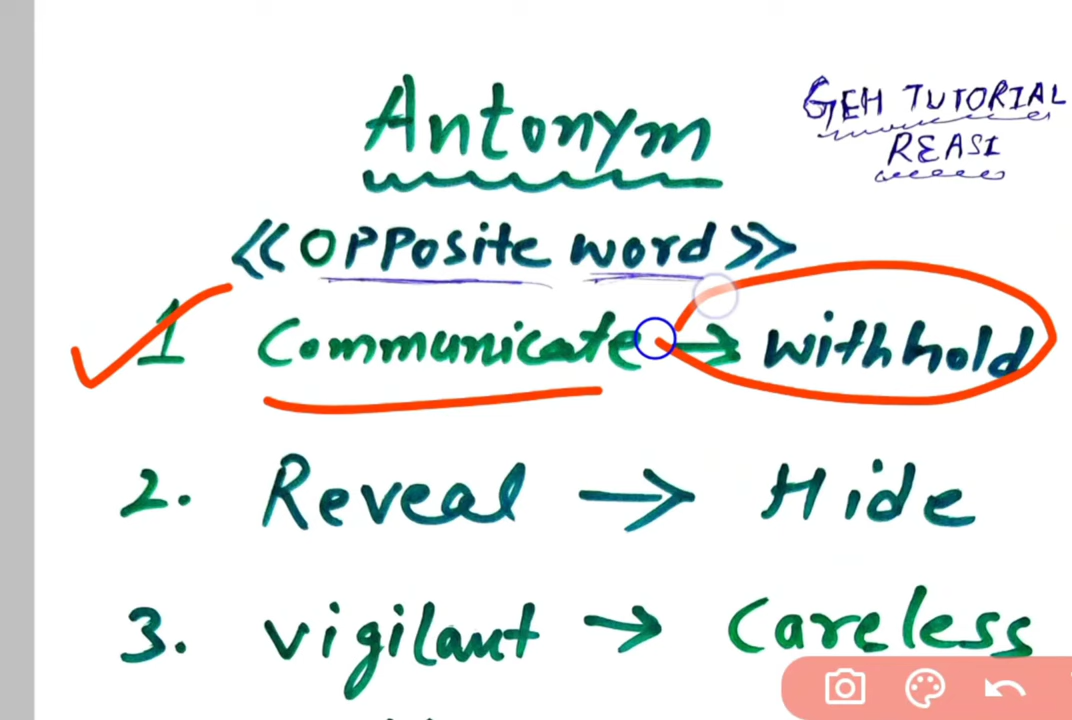 Antonym
GEH TUTORIAL
REASI
<<Opposite word>>
1 Communicate → withhold
2. Reveal → Hide
3. vigilant → Careless